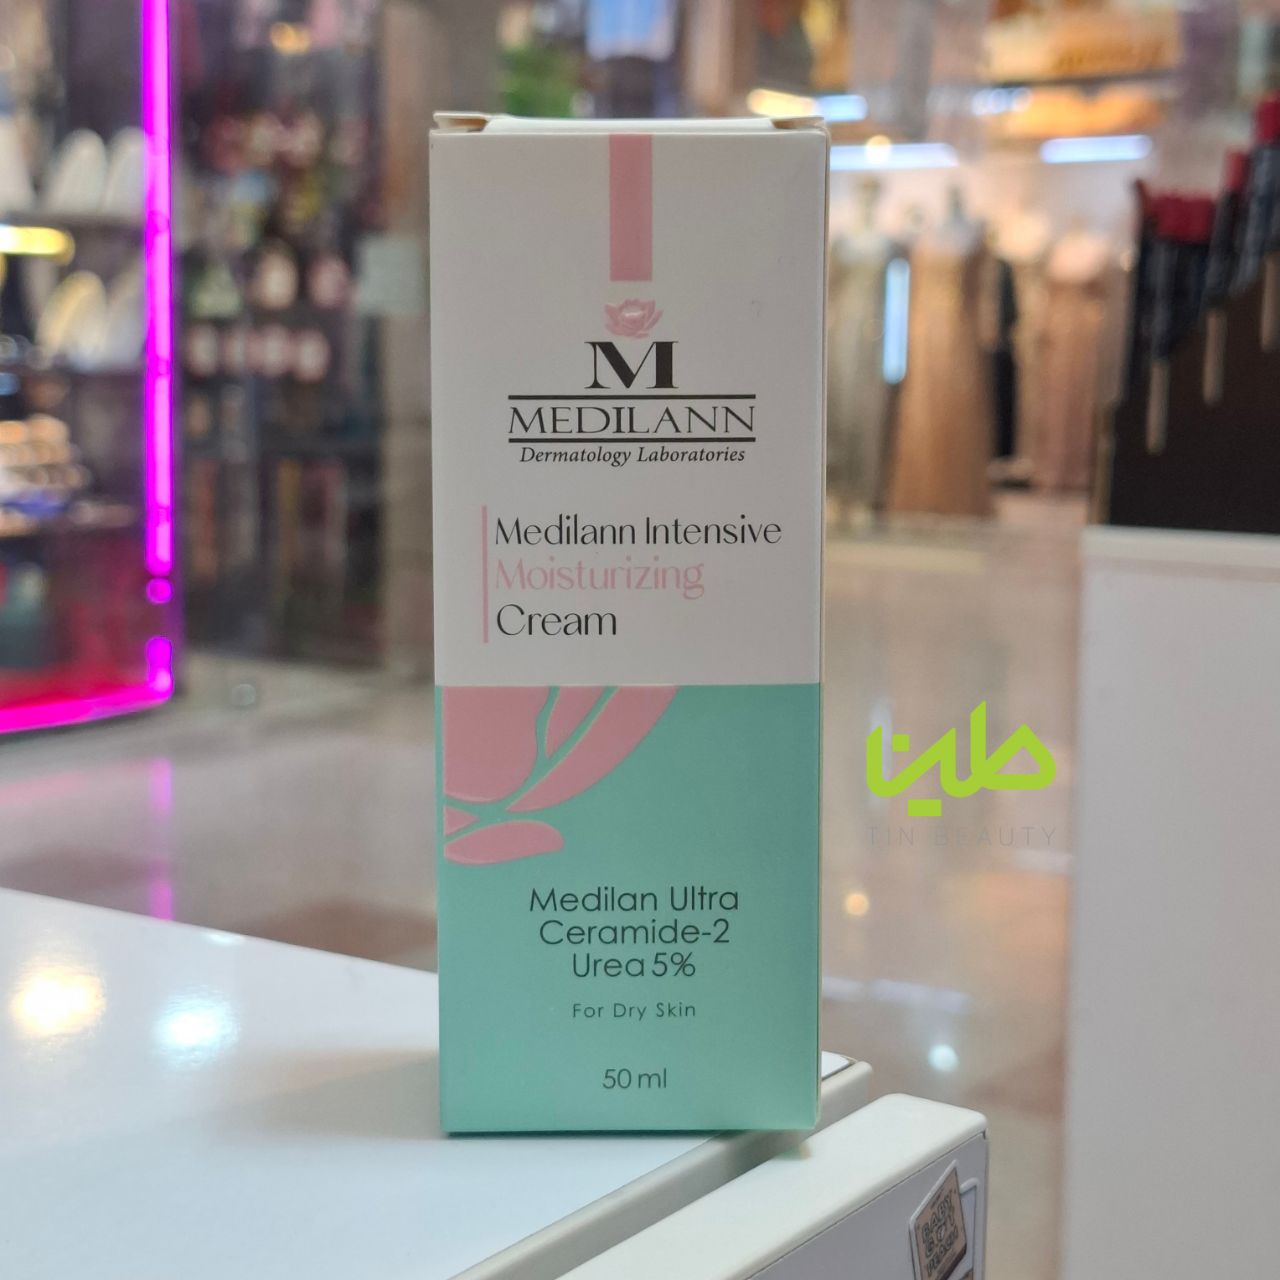 M
MEDILANN
Dermatology Laboratories
Medilann Intensive
Moisturizing
Cream
Medilan Ultra
Ceramide-2
Urea 5%
For Dry Skin
50 ml
طین
TIN BEAUTY